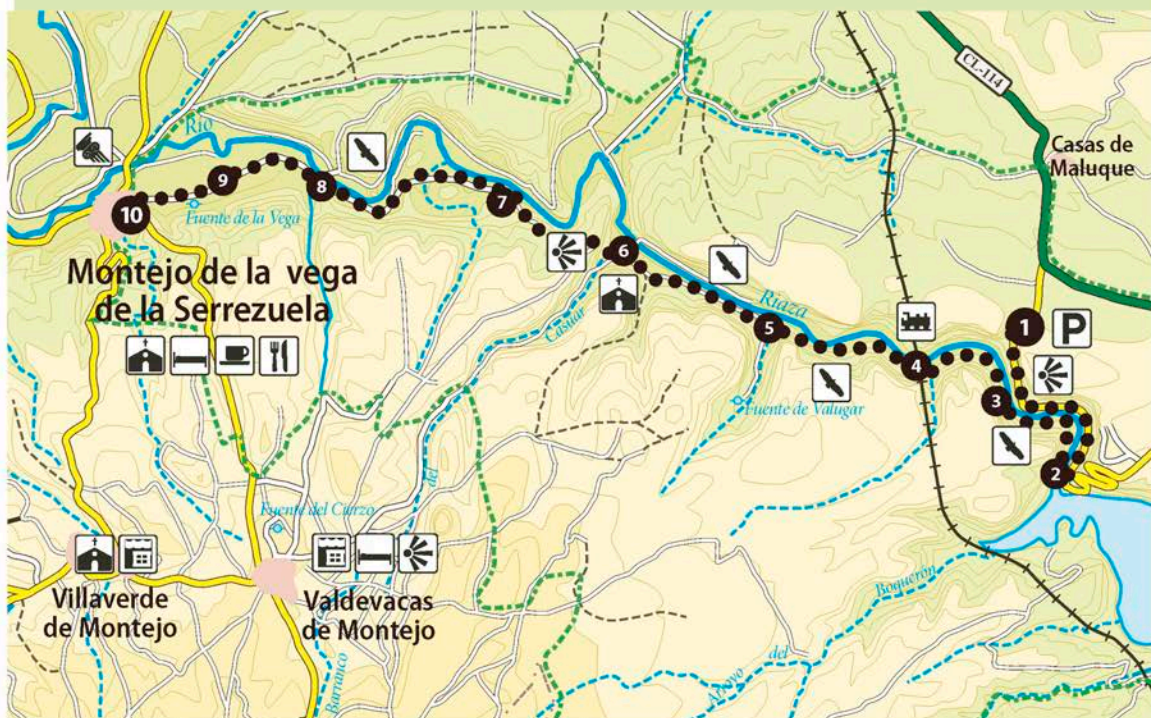 CL-114
Casas de
Maluque
Río
9
8
Fuente de la Vega
10
7
6
Montejo de la vega
de la Serrezuela
Casuar
Riaza
5
1
P
4
3
Fuente de Valugar
2
del
Fuente del Cierzo
Villaverde
de Montejo
Valdevacas
de Montejo
Boquerón
del
Arroyo
Barranco